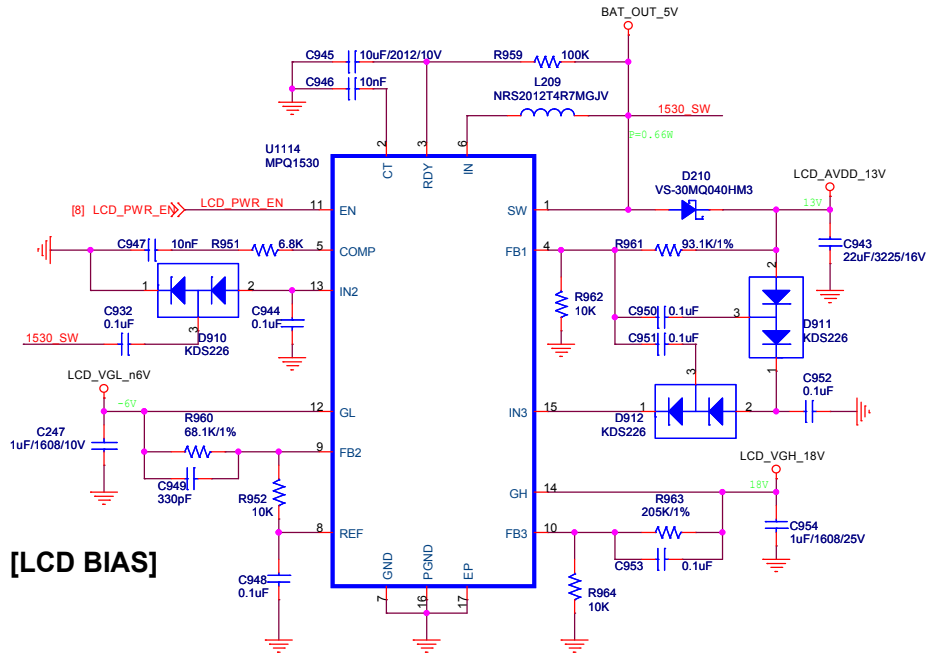 BAT_OUT_5V
C945 10uF/2012/10V R959 100K
C946 10nF L209
NRS2012T4R7MGJV
1530_SW
P=0.66W
2 3 6
U1114
MPQ1530
CT RDY IN
D210
VS-30MQ040HM3
LCD_AVDD_13V
[8] LCD_PWR_EN LCD_PWR_EN 11 EN SW 1 13V
C947 10nF R951 6.8K 5 COMP FB1 4 R961 93.1K/1% C943
22uF/3225/16V
1 2 13 IN2 R962
10K
2
C932
0.1uF
C944
0.1uF
C950 0.1uF 3 D911
KDS226
1530_SW 3 D910
KDS226
C951 0.1uF
3 1
LCD_VGL_n6V
-6V 12 GL IN3 15 1 2 C952
0.1uF
D912
KDS226
R960
68.1K/1%
C247
1uF/1608/10V
9 FB2
C949
330pF
LCD_VGH_18V
R952
10K
GH 14 18V
R963
205K/1%
8 REF FB3 10 C954
1uF/1608/25V
C953 0.1uF
[LCD BIAS]
C948
0.1uF
GND PGND EP
7 16 17
R964
10K